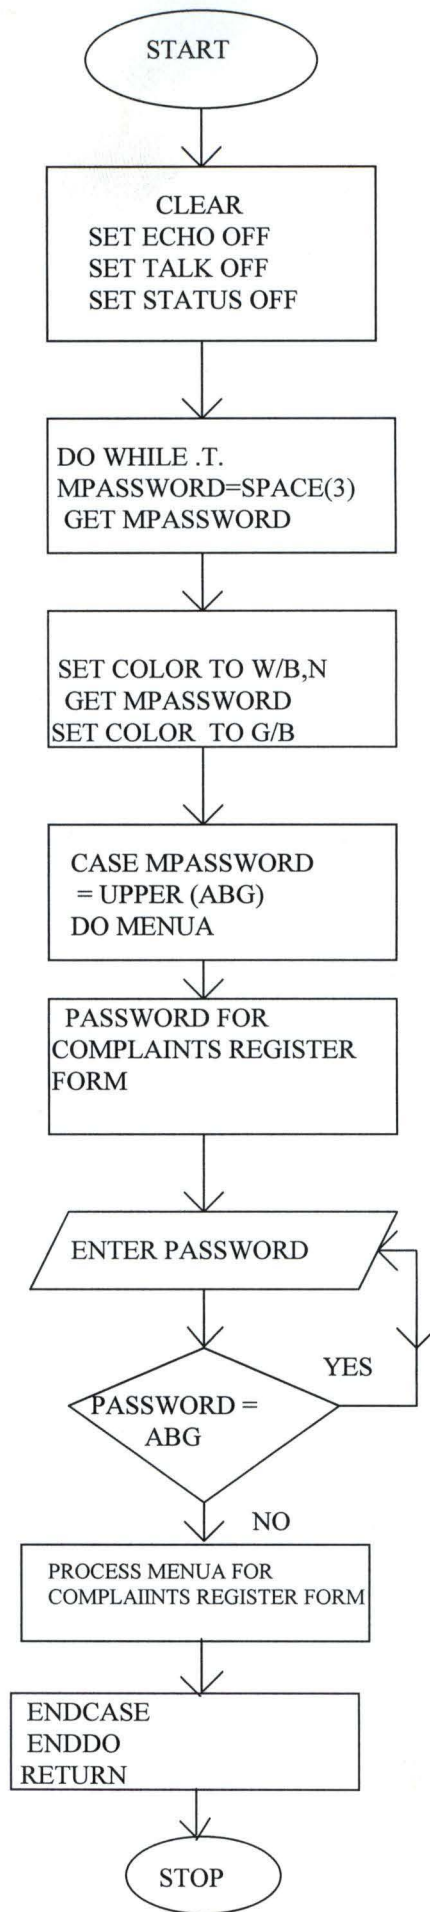 START
CLEAR
SET ECHO OFF
SET TALK OFF
SET STATUS OFF
DO WHILE .T.
MPASSWORD=SPACE(3)
GET MPASSWORD
SET COLOR TO W/B,N
GET MPASSWORD
SET COLOR TO G/B
CASE MPASSWORD
= UPPER (ABG)
DO MENUA
PASSWORD FOR
COMPLAINTS REGISTER
FORM
ENTER PASSWORD
YES
PASSWORD =
ABG
NO
PROCESS MENUA FOR
COMPLAIINTS REGISTER FORM
ENDCASE
ENDDO
RETURN
STOP